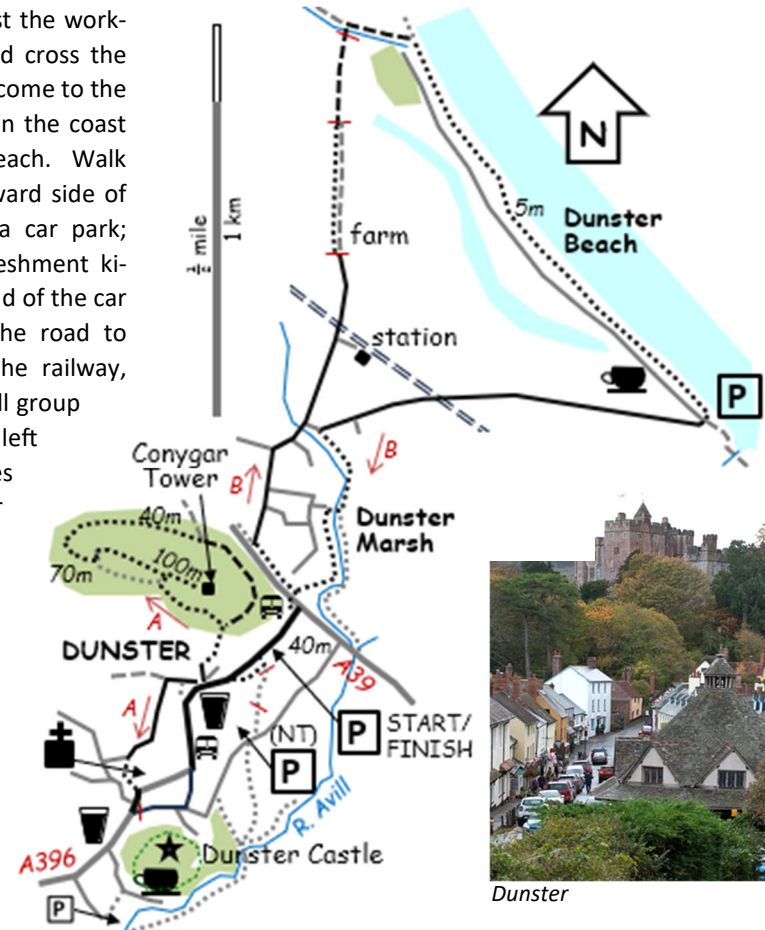 st the work-
d cross the
come to the
n the coast
each. Walk
ward side of
a car park;
eshment ki-
d of the car
he road to
he railway,
ll group
left
es
½ mile
1 km
N
5m
Dunster
Beach
farm
station
P
Conygar
Tower
B
B
40m
Dunster
Marsh
100m
70m
A
DUNSTER
40m
A39
A
P
START/
FINISH
(NT)
P
R. Avill
A396
Dunster Castle
P
Dunster